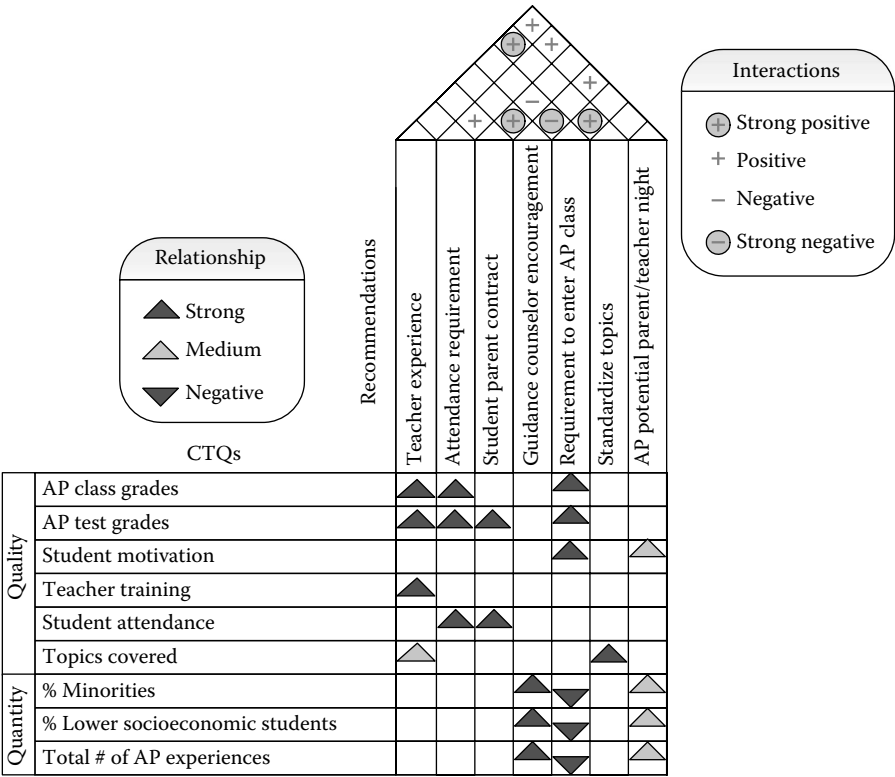 Interactions
Strong positive
+ Positive
− Negative
Strong negative
Relationship
Strong
Medium
Negative
Recommendations
Teacher experience
Attendance requirement
Student parent contract
Guidance counselor encouragement
Requirement to enter AP class
Standardize topics
AP potential parent/teacher night
CTQs
Quality
AP class grades
AP test grades
Student motivation
Teacher training
Student attendance
Topics covered
Quantity
% Minorities
% Lower socioeconomic students
Total # of AP experiences